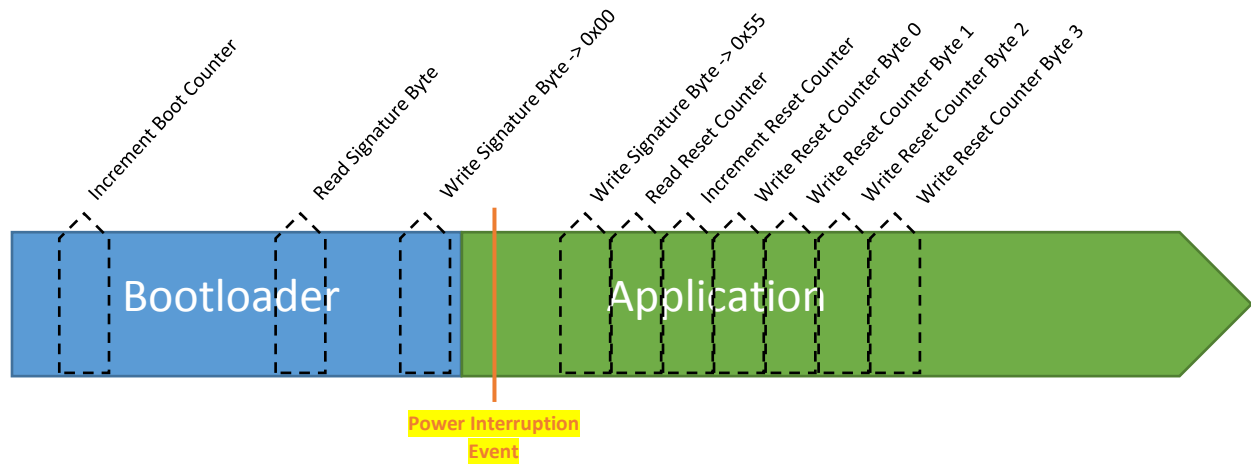 Increment Boot Counter
Read Signature Byte
Write Signature Byte -> 0x00
Write Signature Byte -> 0x55
Read Reset Counter
Increment Reset Counter
Write Reset Counter Byte 0
Write Reset Counter Byte 1
Write Reset Counter Byte 2
Write Reset Counter Byte 3
Bootloader
Application
Power Interruption
Event